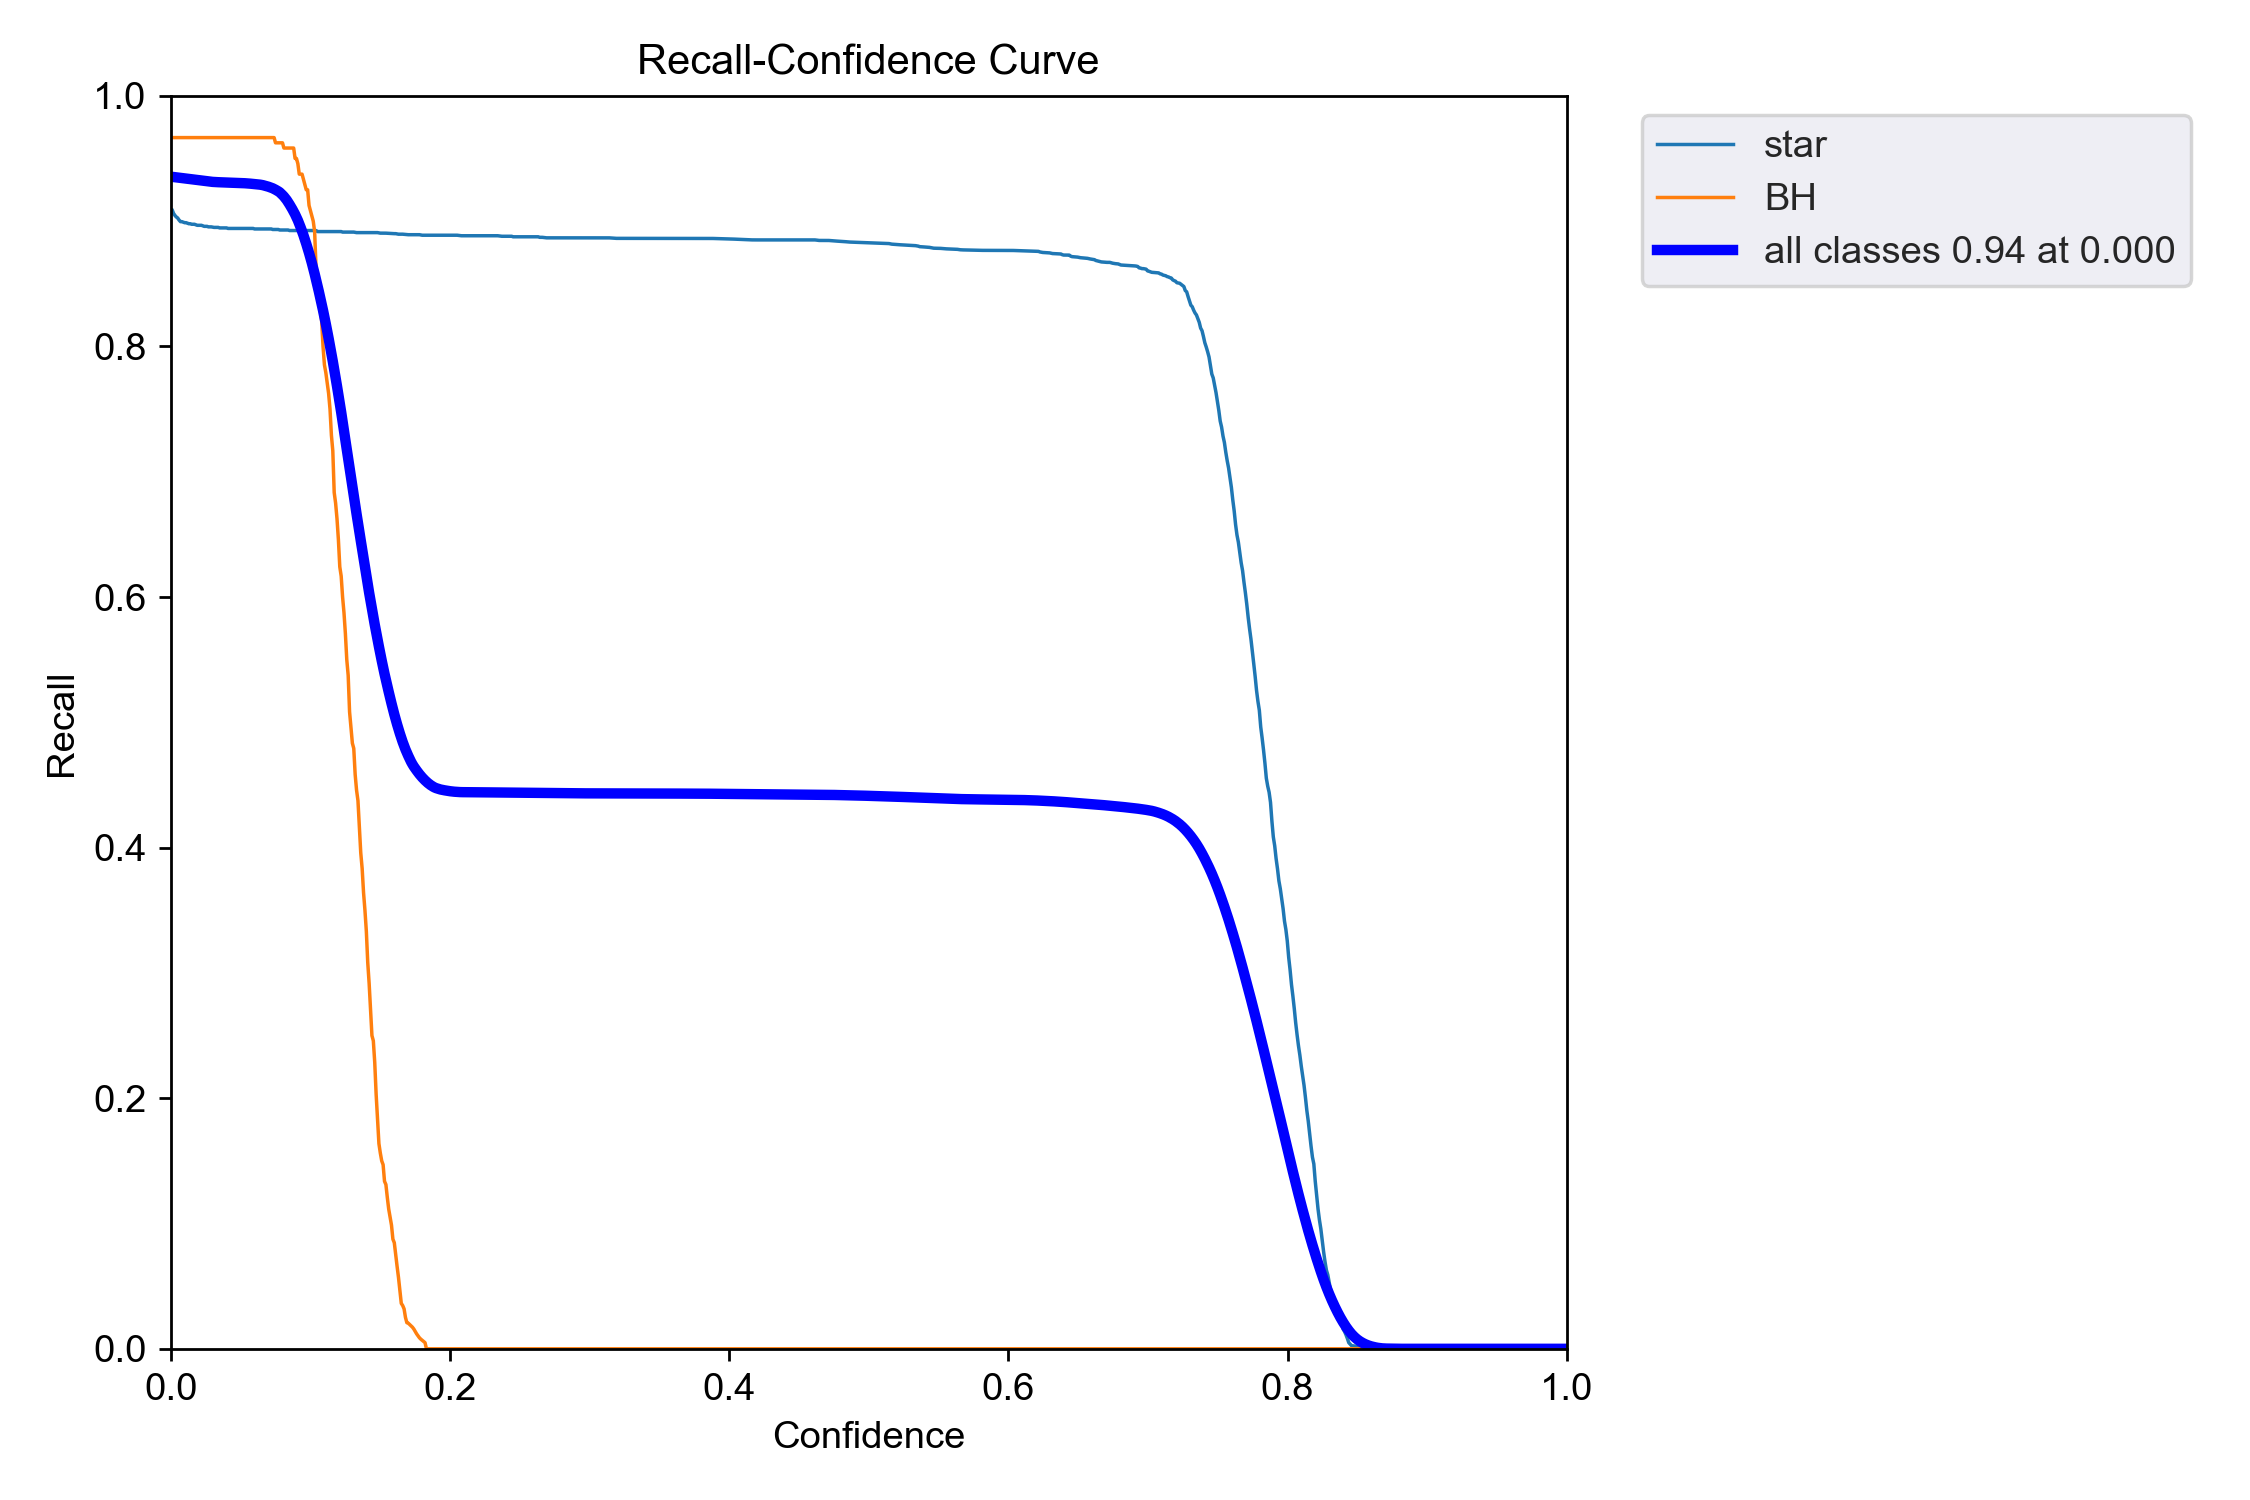 Recall-Confidence Curve
1.0
0.8
0.6
0.4
0.2
0.0
Recall
0.0 0.2 0.4 0.6 0.8 1.0
Confidence
star
BH
all classes 0.94 at 0.000